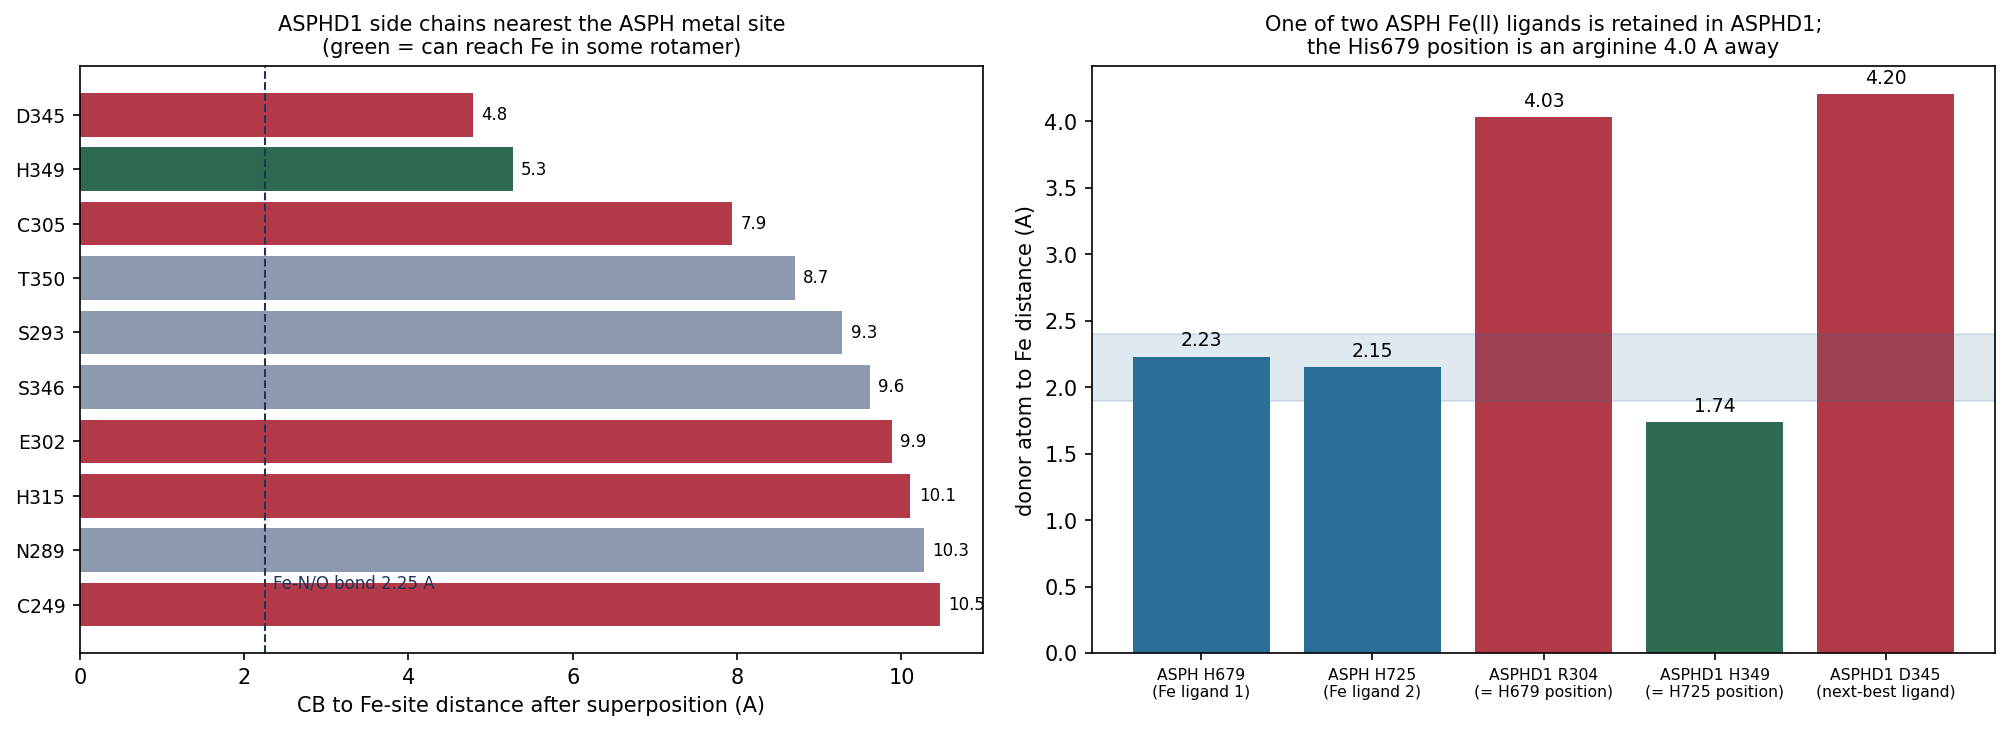 ASPHD1 side chains nearest the ASPH metal site
(green = can reach Fe in some rotamer)
D345
4.8
H349
5.3
C305
7.9
T350
8.7
S293
9.3
S346
9.6
E302
9.9
H315
10.1
N289
10.3
Fe-N/O bond 2.25 A
C249
10.5
0
2
4
6
8
10
CB to Fe-site distance after superposition (A)
One of two ASPH Fe(II) ligands is retained in ASPHD1;
the His679 position is an arginine 4.0 A away
donor atom to Fe distance (A)
4.0
3.5
3.0
2.5
2.0
1.5
1.0
0.5
0.0
2.23
2.15
4.03
1.74
4.20
ASPH H679
(Fe ligand 1)
ASPH H725
(Fe ligand 2)
ASPHD1 R304
(= H679 position)
ASPHD1 H349
(= H725 position)
ASPHD1 D345
(next-best ligand)